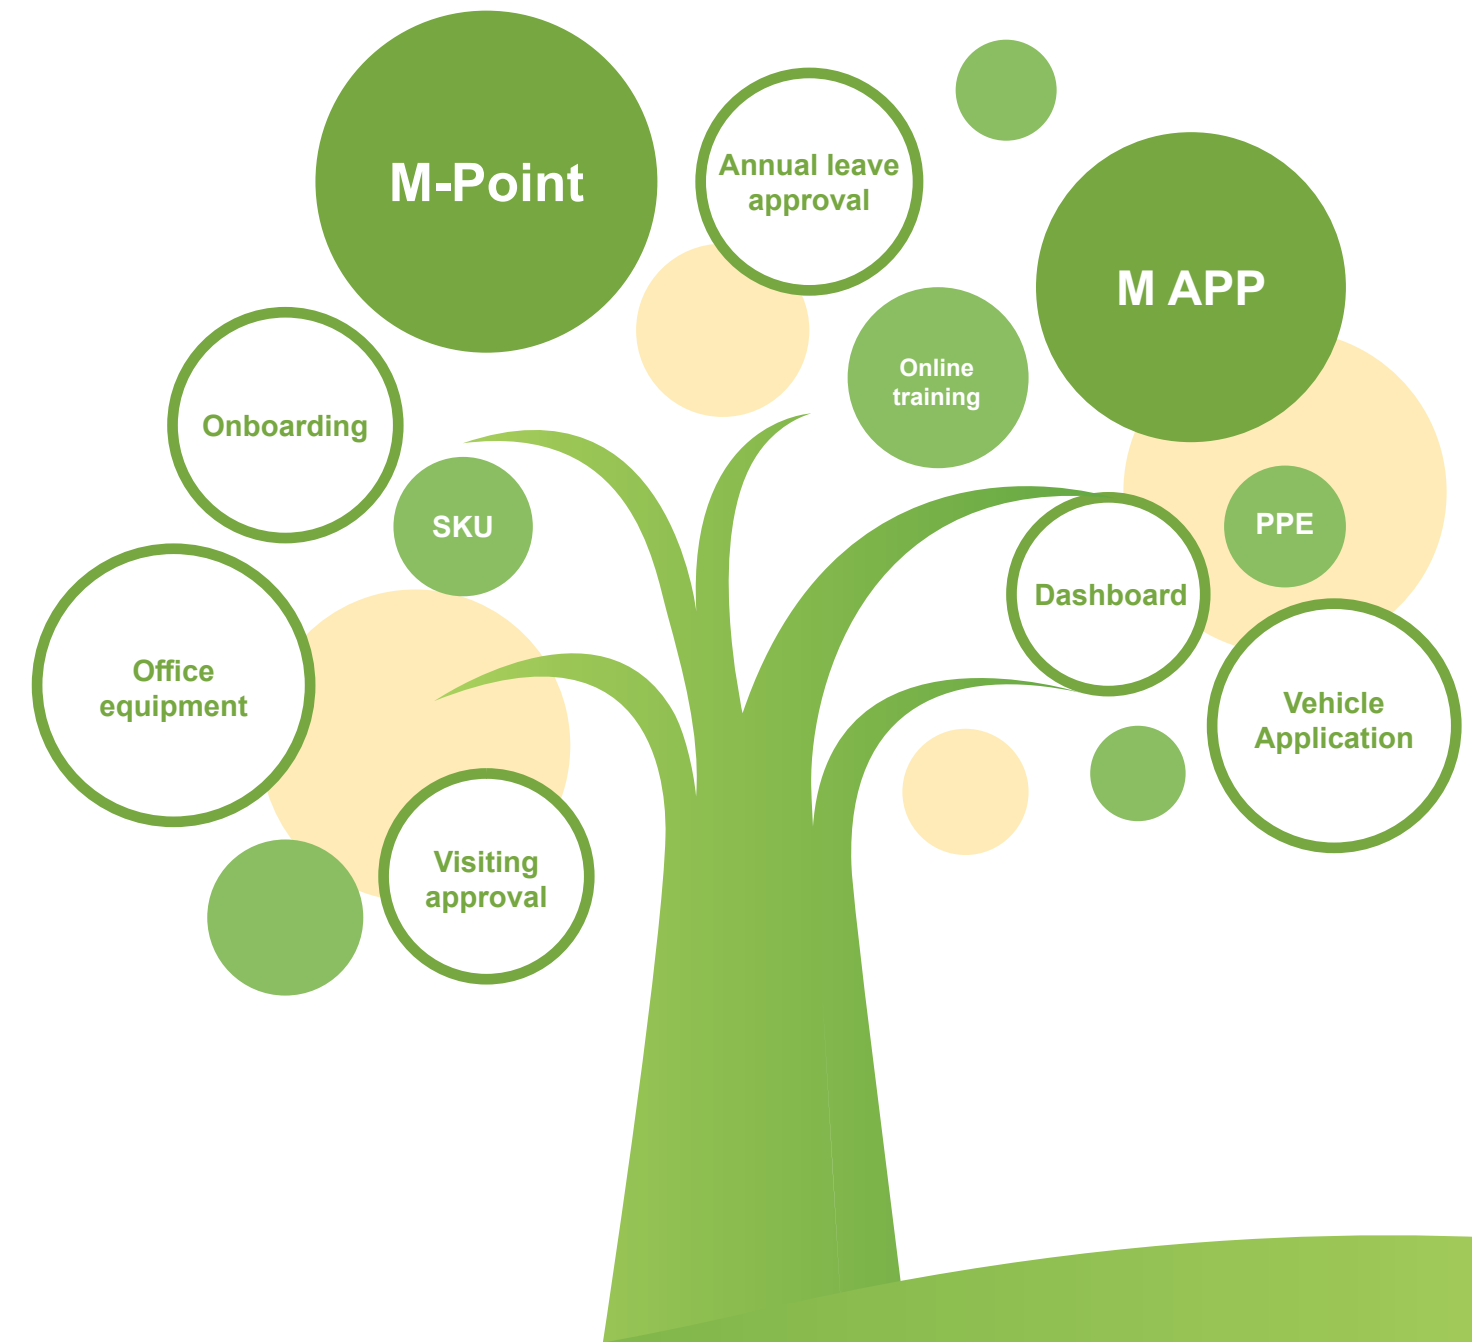 M-Point
Annual leave
approval
M APP
Online
training
Onboarding
SKU
PPE
Dashboard
Office
equipment
Vehicle
Application
Visiting
approval